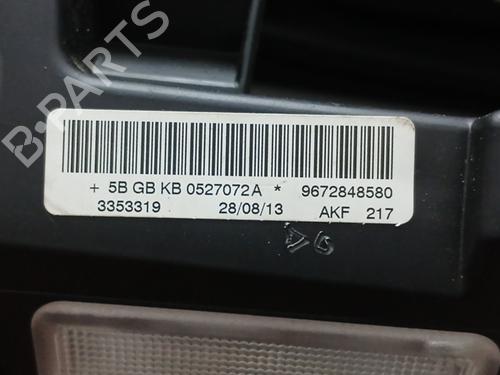 B-PARTS
+ 5B GB KB 0527072A * 9672848580
3353319 28/08/13 AKF 217